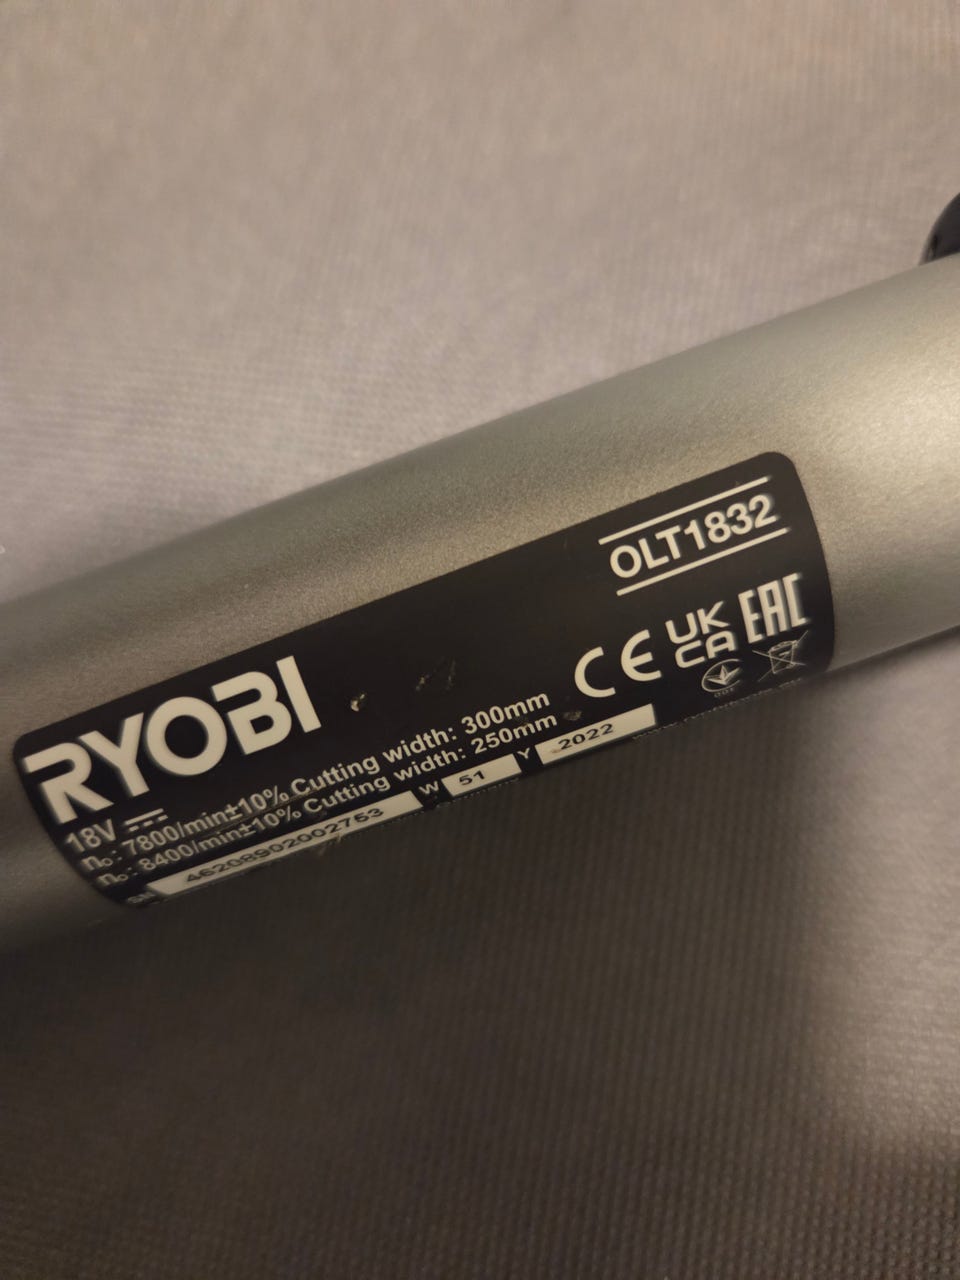 OLT1832
RYOBI
CE UK CA EAC
18V
n₀: 7800/min±10% Cutting width: 300mm
n₀: 8400/min±10% Cutting width: 250mm
SN 46208902002753 W 51 Y 2022